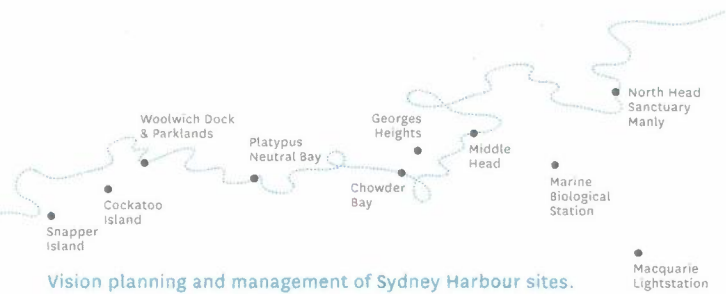 North Head
Sanctuary
Manly
Woolwich Dock
& Parklands
Georges
Heights
Platypus
Neutral Bay
Middle
Head
Marine
Biological
Station
Chowder
Bay
Cockatoo
Island
Snapper
Island
Macquarie
Lightstation
Vision planning and management of Sydney Harbour sites.